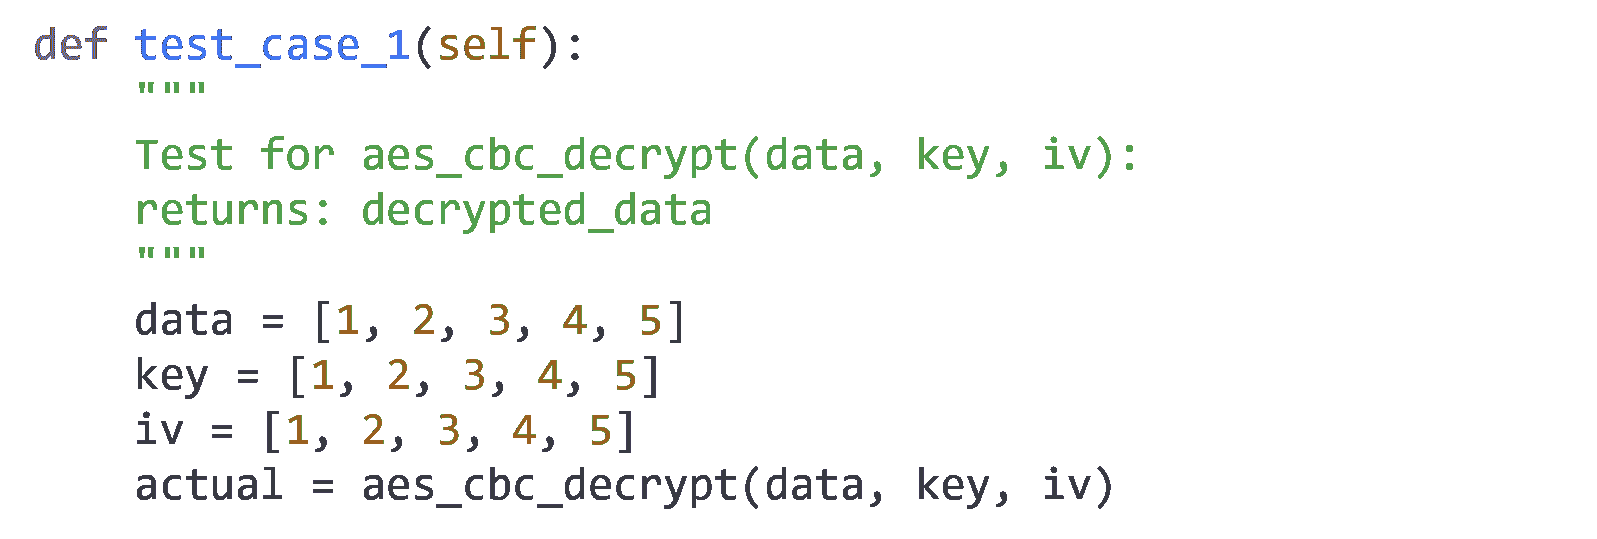 def test_case_1(self):
    """
    Test for aes_cbc_decrypt(data, key, iv):
    returns: decrypted_data
    """
    data = [1, 2, 3, 4, 5]
    key = [1, 2, 3, 4, 5]
    iv = [1, 2, 3, 4, 5]
    actual = aes_cbc_decrypt(data, key, iv)